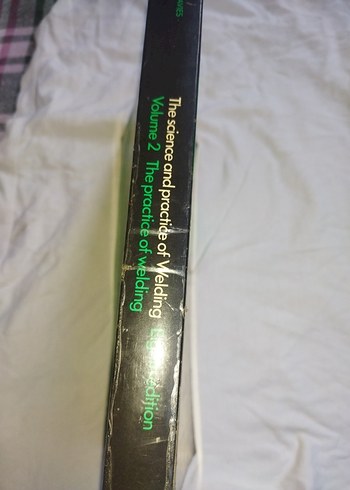 The science and practice of Welding
Volume 2 The practice of welding edition